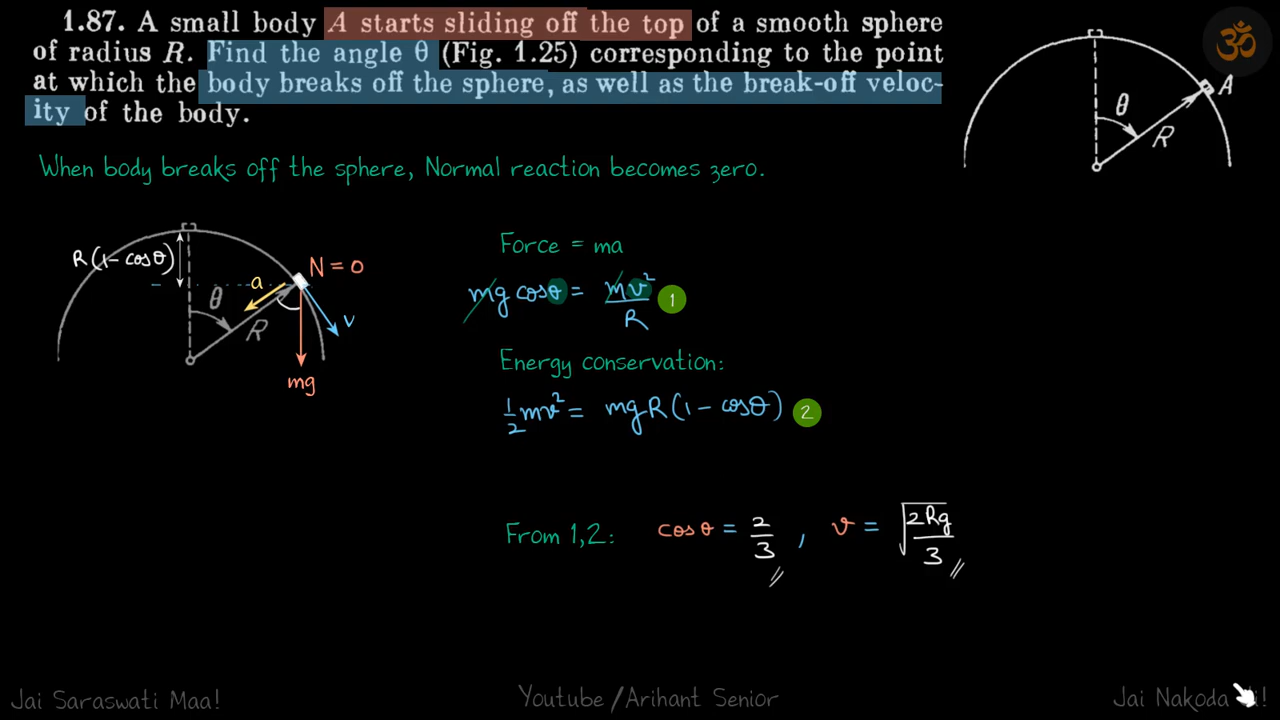 1.87. A small body A starts sliding off the top of a smooth sphere
of radius R. Find the angle θ (Fig. 1.25) corresponding to the point
at which the body breaks off the sphere, as well as the break-off veloc-
ity of the body.
ॐ
θ
R
A
When body breaks off the sphere, Normal reaction becomes zero.
R(1-cosθ)
N = 0
a
θ
R
v
mg
Force = ma
mg cosθ = mv²/R 1
Energy conservation:
1/2 mv² = mgR(1 - cosθ) 2
From 1,2: cosθ = 2/3 , v = √(2Rg/3)
Jai Saraswati Maa! Youtube/Arihant Senior Jai Nakoda !